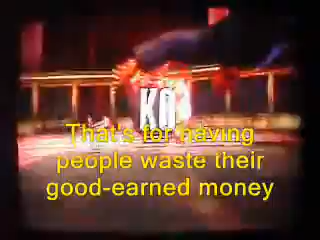 KO
That's for having
people waste their
good-earned money